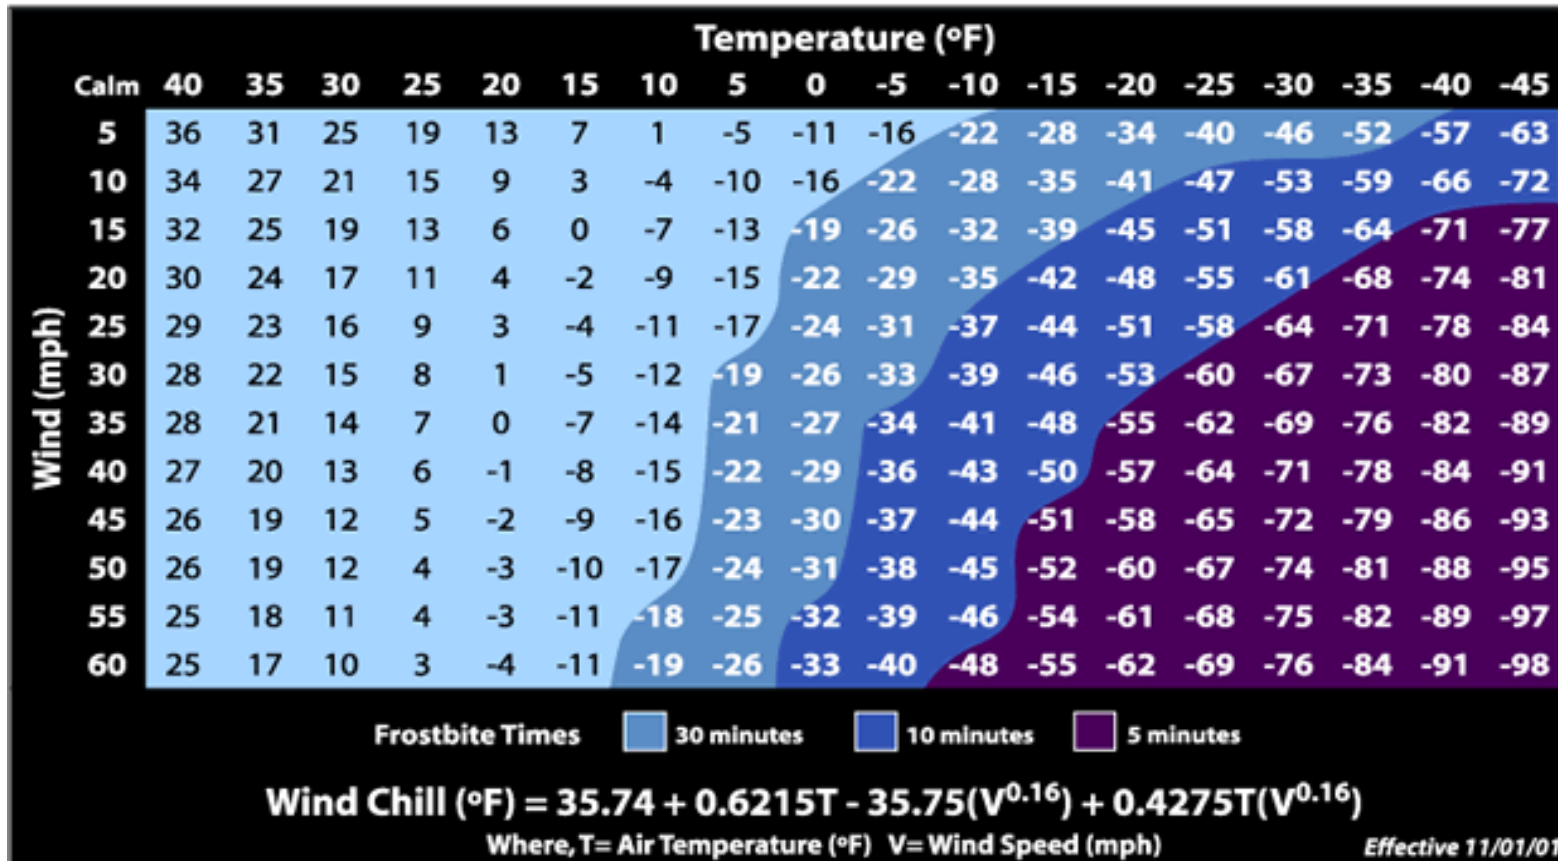 Temperature (ºF)
Calm 40 35 30 25 20 15 10 5 0 -5 -10 -15 -20 -25 -30 -35 -40 -45
5 36 31 25 19 13 7 1 -5 -11 -16 -22 -28 -34 -40 -46 -52 -57 -63
10 34 27 21 15 9 3 -4 -10 -16 -22 -28 -35 -41 -47 -53 -59 -66 -72
15 32 25 19 13 6 0 -7 -13 -19 -26 -32 -39 -45 -51 -58 -64 -71 -77
20 30 24 17 11 4 -2 -9 -15 -22 -29 -35 -42 -48 -55 -61 -68 -74 -81
25 29 23 16 9 3 -4 -11 -17 -24 -31 -37 -44 -51 -58 -64 -71 -78 -84
30 28 22 15 8 1 -5 -12 -19 -26 -33 -39 -46 -53 -60 -67 -73 -80 -87
35 28 21 14 7 0 -7 -14 -21 -27 -34 -41 -48 -55 -62 -69 -76 -82 -89
40 27 20 13 6 -1 -8 -15 -22 -29 -36 -43 -50 -57 -64 -71 -78 -84 -91
45 26 19 12 5 -2 -9 -16 -23 -30 -37 -44 -51 -58 -65 -72 -79 -86 -93
50 26 19 12 4 -3 -10 -17 -24 -31 -38 -45 -52 -60 -67 -74 -81 -88 -95
55 25 18 11 4 -3 -11 -18 -25 -32 -39 -46 -54 -61 -68 -75 -82 -89 -97
60 25 17 10 3 -4 -11 -19 -26 -33 -40 -48 -55 -62 -69 -76 -84 -91 -98
Wind (mph)
Frostbite Times 30 minutes 10 minutes 5 minutes
Wind Chill (ºF) = 35.74 + 0.6215T - 35.75(V^0.16) + 0.4275T(V^0.16)
Where, T= Air Temperature (ºF) V= Wind Speed (mph) Effective 11/01/01